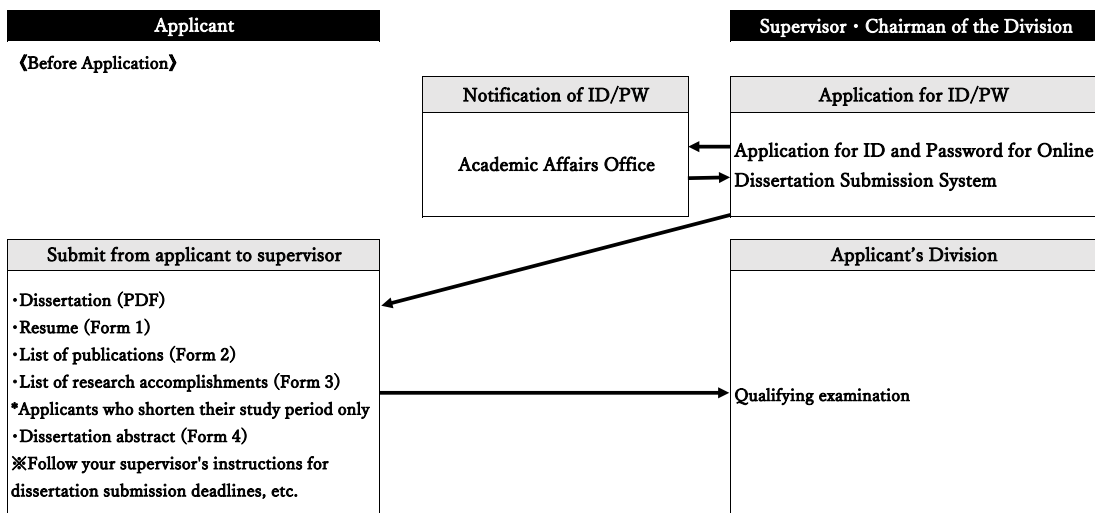 Applicant
Supervisor・Chairman of the Division
《Before Application》
Notification of ID/PW
Application for ID/PW
Academic Affairs Office
Application for ID and Password for Online
Dissertation Submission System
Submit from applicant to supervisor
Applicant's Division
・Dissertation (PDF)
・Resume (Form 1)
・List of publications (Form 2)
・List of research accomplishments (Form 3)
*Applicants who shorten their study period only
・Dissertation abstract (Form 4)
※Follow your supervisor's instructions for
dissertation submission deadlines, etc.
Qualifying examination